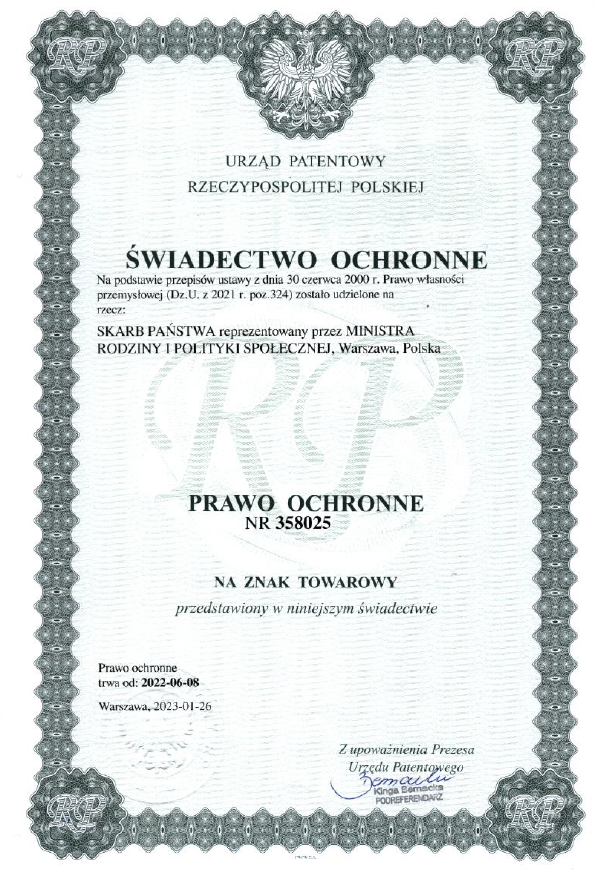 URZĄD PATENTOWY
RZECZYPOSPOLITEJ POLSKIEJ
ŚWIADECTWO OCHRONNE
Na podstawie przepisów ustawy z dnia 30 czerwca 2000 r. Prawo własności
przemysłowej (Dz.U. z 2021 r. poz.324) zostało udzielone na
rzecz:
SKARB PAŃSTWA reprezentowany przez MINISTRA
RODZINY I POLITYKI SPOŁECZNEJ, Warszawa, Polska
RP
PRAWO OCHRONNE
NR 358025
NA ZNAK TOWAROWY
przedstawiony w niniejszym świadectwie
Prawo ochronne
trwa od: 2022-06-08
Warszawa, 2023-01-26
Z upoważnienia Prezesa
Urzędu Patentowego
Kinga Bernacka
PODREFERENDARZ